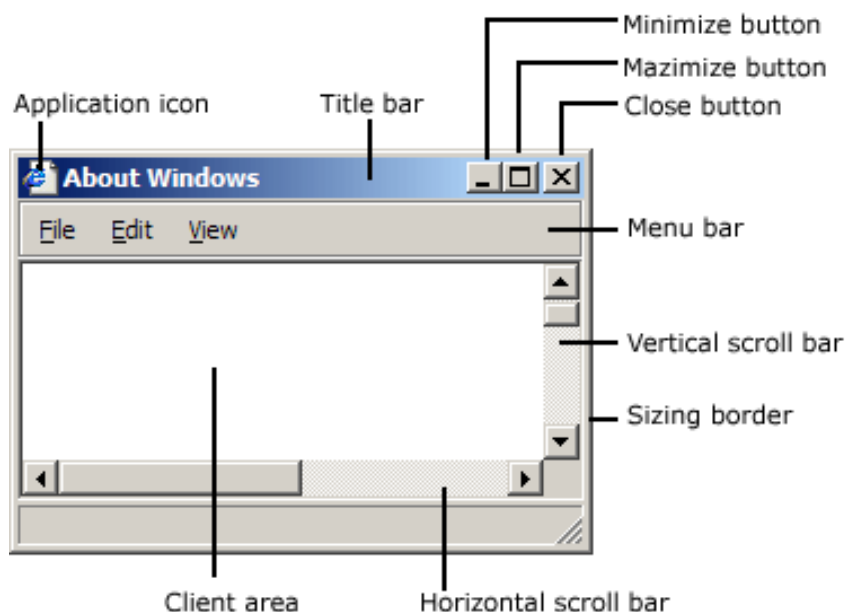 Minimize button
Mazimize button
Application icon Title bar Close button
About Windows
File Edit View Menu bar
Vertical scroll bar
Sizing border
Client area Horizontal scroll bar